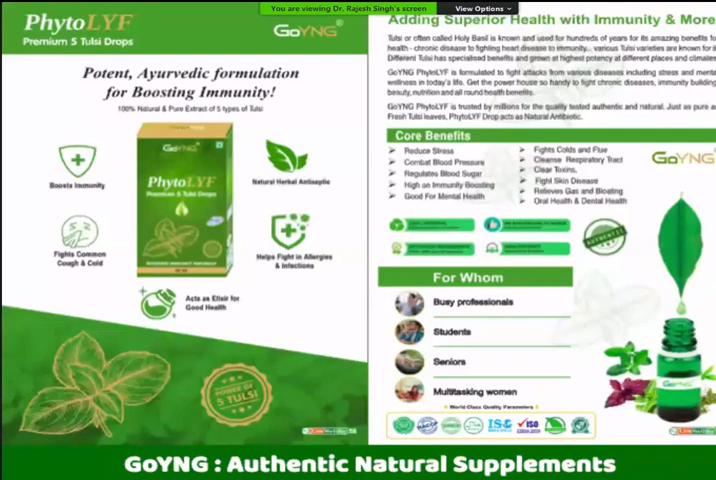 You are viewing Dr. Rajesh Singh's screen
View Options
PhytoLYF
Premium 5 Tulsi Drops
GoYNG
Potent, Ayurvedic formulation
for Boosting Immunity!
100% Natural & Pure Extract of 5 types of Tulsi
GoYNG
PhytoLYF
Premium 5 Tulsi Drops
Boosts Immunity
Natural Herbal Antiseptic
Fights Common
Cough & Cold
Helps Fight in Allergies
& Infections
Acts as Elixir for
Good Health
POWER OF
5 TULSI
Adding Superior Health with Immunity & More
Tulsi or often called Holy Basil is known and used for hundreds of years for its amazing benefits fo
health - chronic disease to fighting heart disease to immunity... various Tulsi varieties are known for i
Different Tulsi has specialised benefits and grown at highest potency at different places and climates
GoYNG PhytoLYF is formulated to fight attacks from various diseases including stress and menta
wellness in today's life. Get the power house so handy to fight chronic diseases, immunity building
beauty, nutrition and all round health benefits.
GoYNG PhytoLYF is trusted by millions for the quality tested authentic and natural. Just as pure a
Fresh Tulsi leaves, PhytoLYF Drop acts as Natural Antibiotic.
Core Benefits
Reduce Stress
Combat Blood Pressure
Regulates Blood Sugar
High on Immunity Boosting
Good For Mental Health
Fights Colds and Flue
Cleanse Respiratory Tract
Clear Toxins,
Fight Skin Disease
Relieves Gas and Bloating
Oral Health & Dental Health
GoYNG
AUTHENTIC
For Whom
Busy professionals
Students
Seniors
Multitasking women
World Class Quality Parameters
ISO
GoYNG
GoYNG : Authentic Natural Supplements